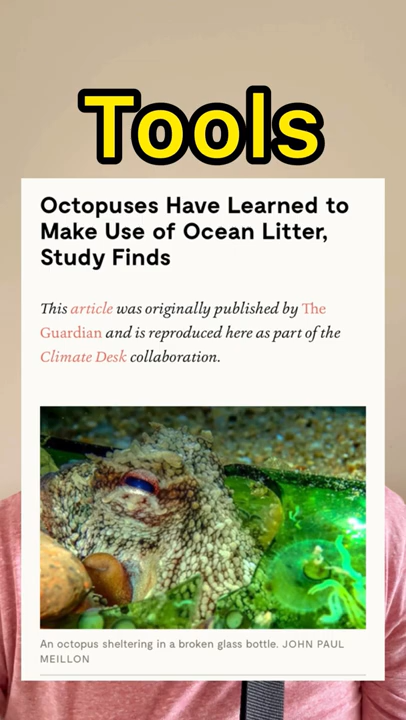 Tools
Octopuses Have Learned to
Make Use of Ocean Litter,
Study Finds
This article was originally published by The
Guardian and is reproduced here as part of the
Climate Desk collaboration.
An octopus sheltering in a broken glass bottle. JOHN PAUL
MEILLON